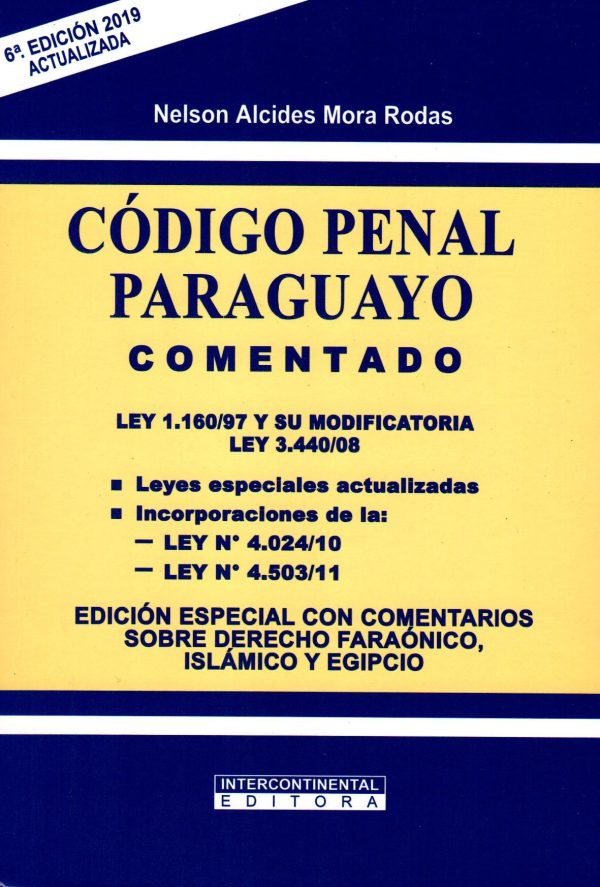 6ª. EDICIÓN 2019
ACTUALIZADA
Nelson Alcides Mora Rodas
CÓDIGO PENAL
PARAGUAYO
COMENTADO
LEY 1.160/97 Y SU MODIFICATORIA
LEY 3.440/08
■ Leyes especiales actualizadas
■ Incorporaciones de la:
— LEY N° 4.024/10
— LEY N° 4.503/11
EDICIÓN ESPECIAL CON COMENTARIOS
SOBRE DERECHO FARAÓNICO,
ISLÁMICO Y EGIPCIO
INTERCONTINENTAL
EDITORA